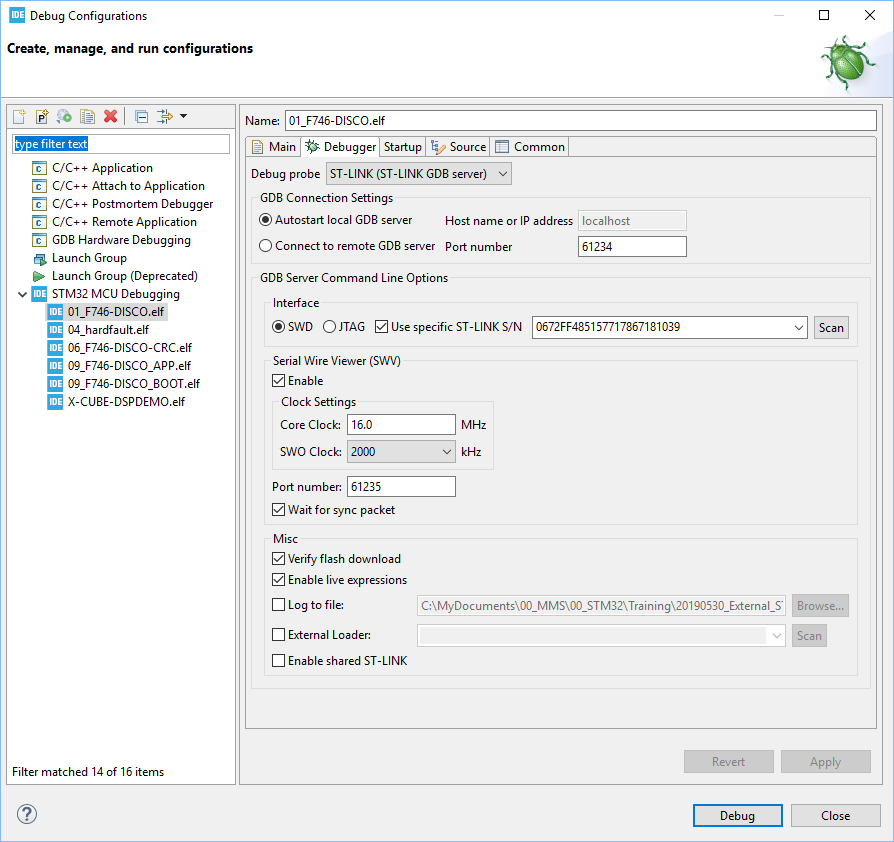 IDE Debug Configurations
Create, manage, and run configurations
type filter text
C/C++ Application
C/C++ Attach to Application
C/C++ Postmortem Debugger
C/C++ Remote Application
GDB Hardware Debugging
Launch Group
Launch Group (Deprecated)
IDE STM32 MCU Debugging
IDE 01_F746-DISCO.elf
IDE 04_hardfault.elf
IDE 06_F746-DISCO-CRC.elf
IDE 09_F746-DISCO_APP.elf
IDE 09_F746-DISCO_BOOT.elf
IDE X-CUBE-DSPDEMO.elf
Filter matched 14 of 16 items
Name: 01_F746-DISCO.elf
Main Debugger Startup Source Common
Debug probe ST-LINK (ST-LINK GDB server)
GDB Connection Settings
Autostart local GDB server Host name or IP address localhost
Connect to remote GDB server Port number 61234
GDB Server Command Line Options
Interface
SWD JTAG Use specific ST-LINK S/N 0672FF485157717867181039 Scan
Serial Wire Viewer (SWV)
Enable
Clock Settings
Core Clock: 16.0 MHz
SWO Clock: 2000 kHz
Port number: 61235
Wait for sync packet
Misc
Verify flash download
Enable live expressions
Log to file: C:\MyDocuments\00_MMS\00_STM32\Training\20190530_External_S Browse...
External Loader: Scan
Enable shared ST-LINK
Revert Apply
? Debug Close